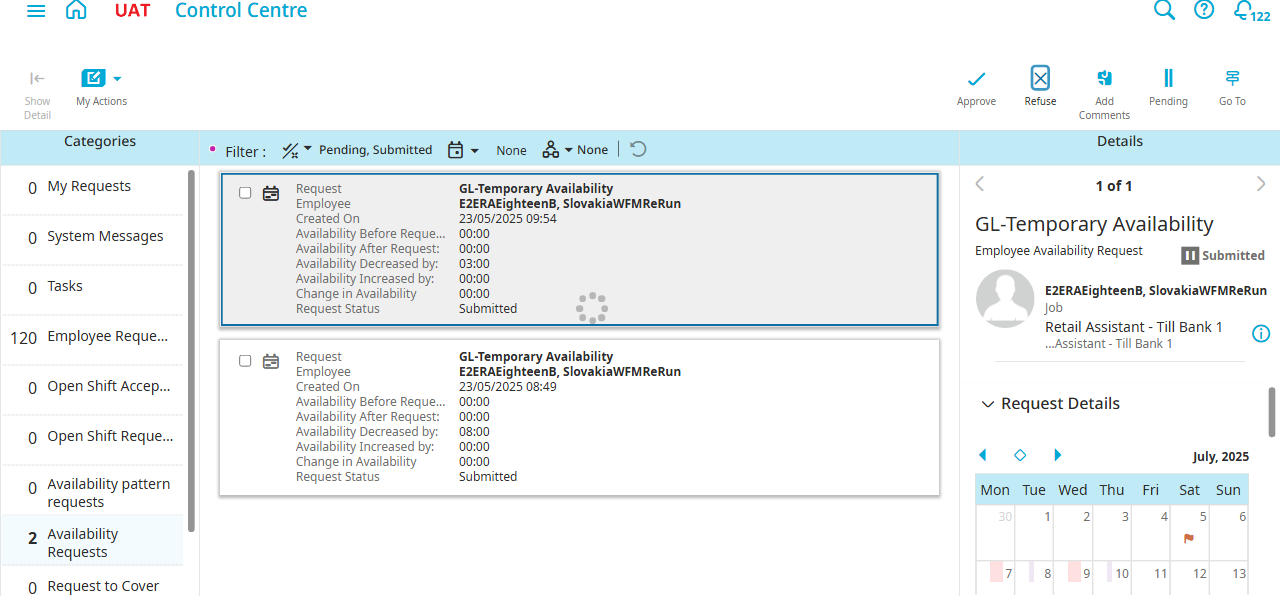 UAT Control Centre
122
Show Detail
My Actions
Approve
Refuse
Add Comments
Pending
Go To
Categories
0 My Requests
0 System Messages
0 Tasks
120 Employee Reque...
0 Open Shift Accep...
0 Open Shift Reque...
0 Availability pattern requests
2 Availability Requests
0 Request to Cover
Filter : Pending, Submitted None None
Request GL-Temporary Availability
Employee E2ERAEighteenB, SlovakiaWFMReRun
Created On 23/05/2025 09:54
Availability Before Reque... 00:00
Availability After Request: 00:00
Availability Decreased by: 03:00
Availability Increased by: 00:00
Change in Availability 00:00
Request Status Submitted
Request GL-Temporary Availability
Employee E2ERAEighteenB, SlovakiaWFMReRun
Created On 23/05/2025 08:49
Availability Before Reque... 00:00
Availability After Request: 00:00
Availability Decreased by: 08:00
Availability Increased by: 00:00
Change in Availability 00:00
Request Status Submitted
Details
1 of 1
GL-Temporary Availability
Employee Availability Request
Submitted
E2ERAEighteenB, SlovakiaWFMReRun
Job
Retail Assistant - Till Bank 1
...Assistant - Till Bank 1
Request Details
July, 2025
Mon Tue Wed Thu Fri Sat Sun
30 1 2 3 4 5 6
7 8 9 10 11 12 13